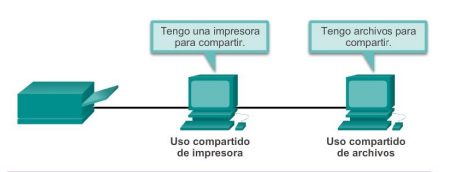 Tengo una impresora
para compartir.
Tengo archivos para
compartir.
Uso compartido
de impresora
Uso compartido
de archivos